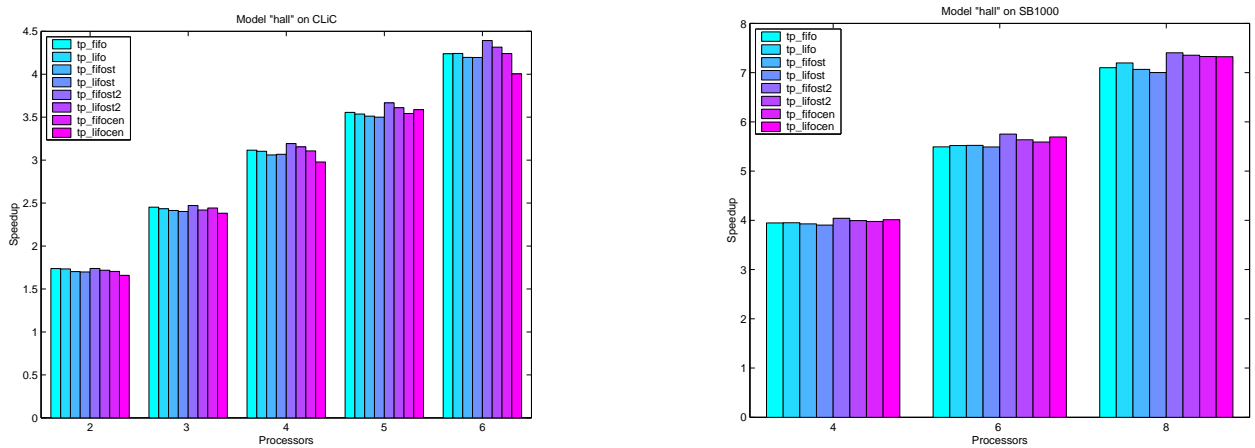 Model "hall" on CLiC
4.5
4
3.5
3
2.5
2
1.5
1
0.5
0
Speedup
tp_fifo
tp_lifo
tp_fifost
tp_lifost
tp_fifost2
tp_lifost2
tp_fifocen
tp_lifocen
2 3 4 5 6
Processors
Model "hall" on SB1000
8
7
6
5
4
3
2
1
0
Speedup
tp_fifo
tp_lifo
tp_fifost
tp_lifost
tp_fifost2
tp_lifost2
tp_fifocen
tp_lifocen
4 6 8
Processors